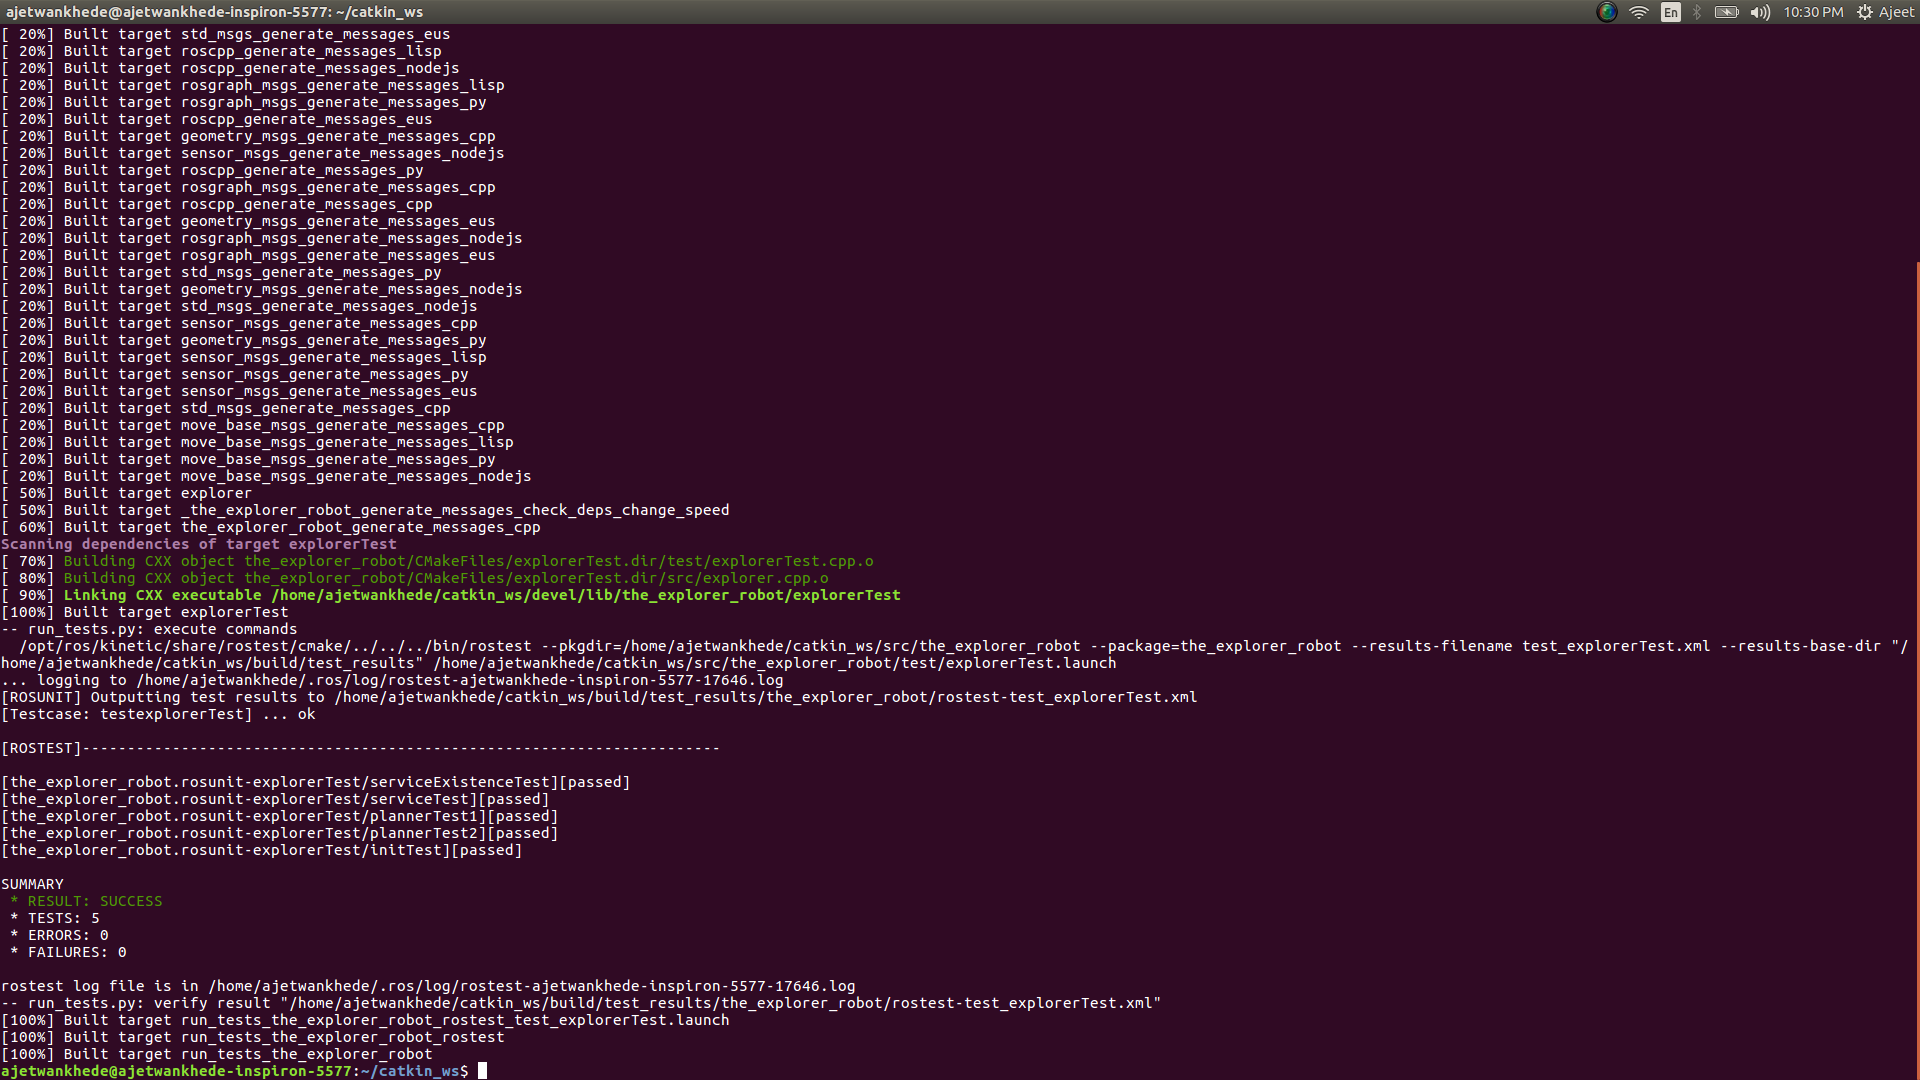 ajetwankhede@ajetwankhede-inspiron-5577: ~/catkin_ws
En
10:30 PM
Ajeet
[ 20%] Built target std_msgs_generate_messages_eus
[ 20%] Built target roscpp_generate_messages_lisp
[ 20%] Built target roscpp_generate_messages_nodejs
[ 20%] Built target rosgraph_msgs_generate_messages_lisp
[ 20%] Built target rosgraph_msgs_generate_messages_py
[ 20%] Built target roscpp_generate_messages_eus
[ 20%] Built target geometry_msgs_generate_messages_cpp
[ 20%] Built target sensor_msgs_generate_messages_nodejs
[ 20%] Built target roscpp_generate_messages_py
[ 20%] Built target rosgraph_msgs_generate_messages_cpp
[ 20%] Built target roscpp_generate_messages_cpp
[ 20%] Built target geometry_msgs_generate_messages_eus
[ 20%] Built target rosgraph_msgs_generate_messages_nodejs
[ 20%] Built target rosgraph_msgs_generate_messages_eus
[ 20%] Built target std_msgs_generate_messages_py
[ 20%] Built target geometry_msgs_generate_messages_nodejs
[ 20%] Built target std_msgs_generate_messages_nodejs
[ 20%] Built target sensor_msgs_generate_messages_cpp
[ 20%] Built target geometry_msgs_generate_messages_py
[ 20%] Built target sensor_msgs_generate_messages_lisp
[ 20%] Built target sensor_msgs_generate_messages_py
[ 20%] Built target sensor_msgs_generate_messages_eus
[ 20%] Built target std_msgs_generate_messages_cpp
[ 20%] Built target move_base_msgs_generate_messages_cpp
[ 20%] Built target move_base_msgs_generate_messages_lisp
[ 20%] Built target move_base_msgs_generate_messages_py
[ 20%] Built target move_base_msgs_generate_messages_nodejs
[ 50%] Built target explorer
[ 50%] Built target _the_explorer_robot_generate_messages_check_deps_change_speed
[ 60%] Built target the_explorer_robot_generate_messages_cpp
Scanning dependencies of target explorerTest
[ 70%] Building CXX object the_explorer_robot/CMakeFiles/explorerTest.dir/test/explorerTest.cpp.o
[ 80%] Building CXX object the_explorer_robot/CMakeFiles/explorerTest.dir/src/explorer.cpp.o
[ 90%] Linking CXX executable /home/ajetwankhede/catkin_ws/devel/lib/the_explorer_robot/explorerTest
[100%] Built target explorerTest
-- run_tests.py: execute commands
/opt/ros/kinetic/share/rostest/cmake/../../../bin/rostest --pkgdir=/home/ajetwankhede/catkin_ws/src/the_explorer_robot --package=the_explorer_robot --results-filename test_explorerTest.xml --results-base-dir "/
home/ajetwankhede/catkin_ws/build/test_results" /home/ajetwankhede/catkin_ws/src/the_explorer_robot/test/explorerTest.launch
... logging to /home/ajetwankhede/.ros/log/rostest-ajetwankhede-inspiron-5577-17646.log
[ROSUNIT] Outputting test results to /home/ajetwankhede/catkin_ws/build/test_results/the_explorer_robot/rostest-test_explorerTest.xml
[Testcase: testexplorerTest] ... ok
[ROSTEST]-----------------------------------------------------------------------
[the_explorer_robot.rosunit-explorerTest/serviceExistenceTest][passed]
[the_explorer_robot.rosunit-explorerTest/serviceTest][passed]
[the_explorer_robot.rosunit-explorerTest/plannerTest1][passed]
[the_explorer_robot.rosunit-explorerTest/plannerTest2][passed]
[the_explorer_robot.rosunit-explorerTest/initTest][passed]
SUMMARY
* RESULT: SUCCESS
* TESTS: 5
* ERRORS: 0
* FAILURES: 0
rostest log file is in /home/ajetwankhede/.ros/log/rostest-ajetwankhede-inspiron-5577-17646.log
-- run_tests.py: verify result "/home/ajetwankhede/catkin_ws/build/test_results/the_explorer_robot/rostest-test_explorerTest.xml"
[100%] Built target run_tests_the_explorer_robot_rostest_test_explorerTest.launch
[100%] Built target run_tests_the_explorer_robot_rostest
[100%] Built target run_tests_the_explorer_robot
ajetwankhede@ajetwankhede-inspiron-5577:~/catkin_ws$